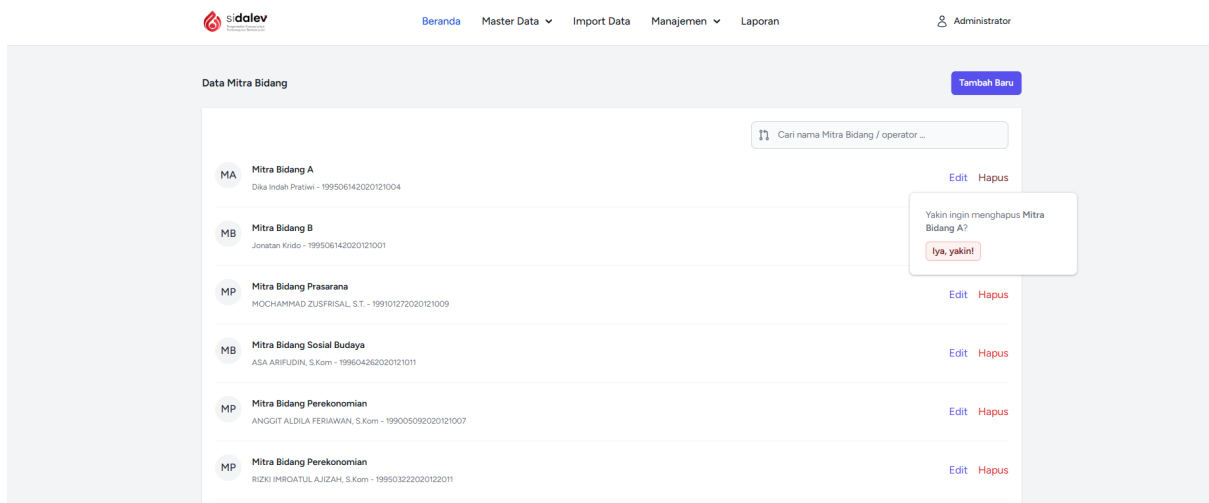 sidalev
Beranda Master Data Import Data Manajemen Laporan
Administrator
Data Mitra Bidang
Tambah Baru
Cari nama Mitra Bidang / operator ...
MA
Mitra Bidang A
Dika Indah Pratiwi - 199506142020121004
Edit Hapus
Yakin ingin menghapus Mitra
Bidang A?
Iya, yakin!
MB
Mitra Bidang B
Jonatan Krido - 199506142020121001
MP
Mitra Bidang Prasarana
MOCHAMMAD ZUSFRISAL, S.T. - 199101272020121009
Edit Hapus
MB
Mitra Bidang Sosial Budaya
ASA ARIFUDIN, S.Kom - 199604262020121011
Edit Hapus
MP
Mitra Bidang Perekonomian
ANGGIT ALDILA FERIAWAN, S.Kom - 199005092020121007
Edit Hapus
MP
Mitra Bidang Perekonomian
RIZKI IMROATUL AJIZAH, S.Kom - 199503222020122011
Edit Hapus